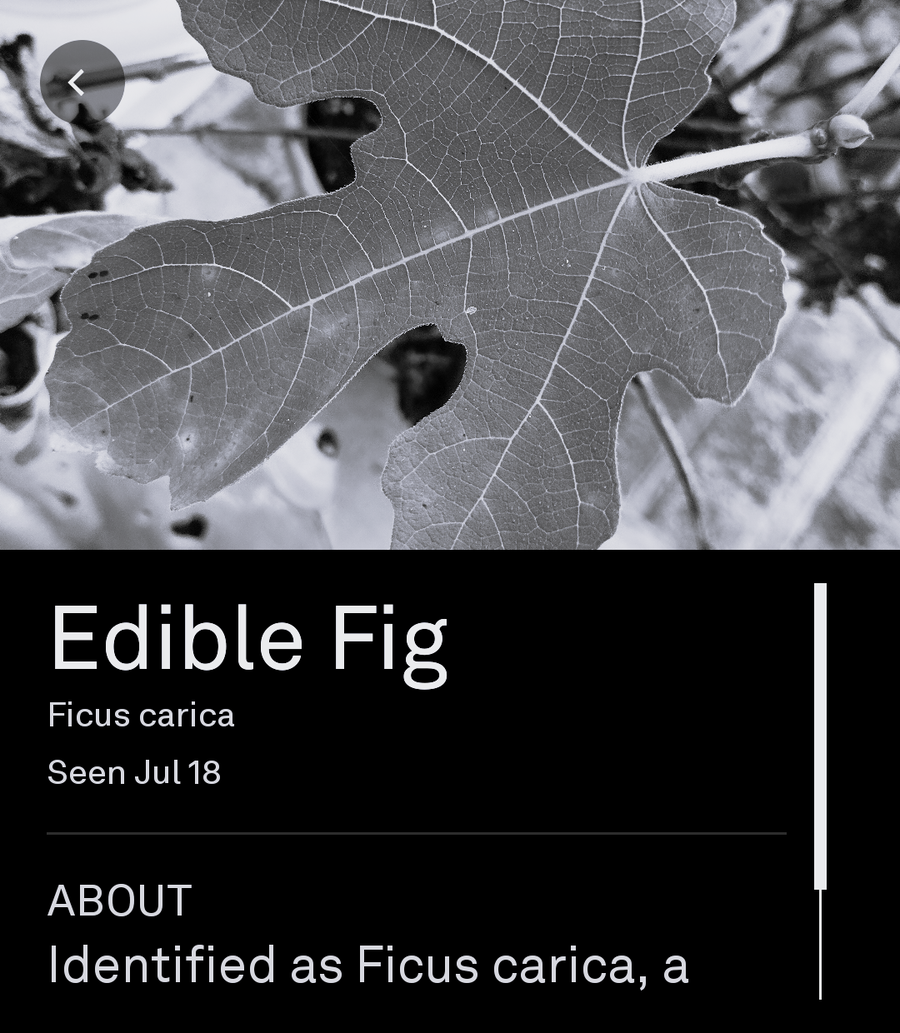 Edible Fig
Ficus carica
Seen Jul 18
ABOUT
Identified as Ficus carica, a